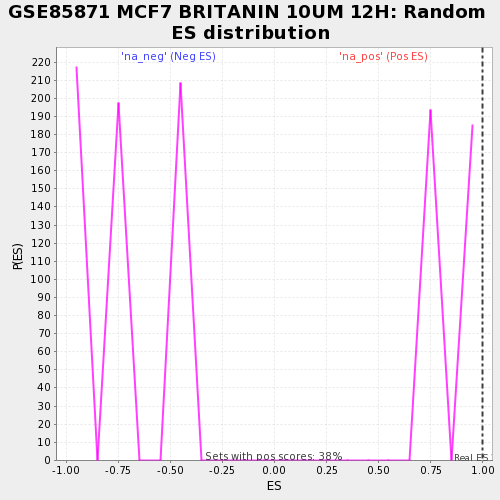 GSE85871 MCF7 BRITANIN 10UM 12H: Random
ES distribution
'na_neg' (Neg ES)
'na_pos' (Pos ES)
P(ES)
220
210
200
190
180
170
160
150
140
130
120
110
100
90
80
70
60
50
40
30
20
10
0
Sets with pos scores: 38%
Real ES
-1.00 -0.75 -0.50 -0.25 0.00 0.25 0.50 0.75 1.00
ES